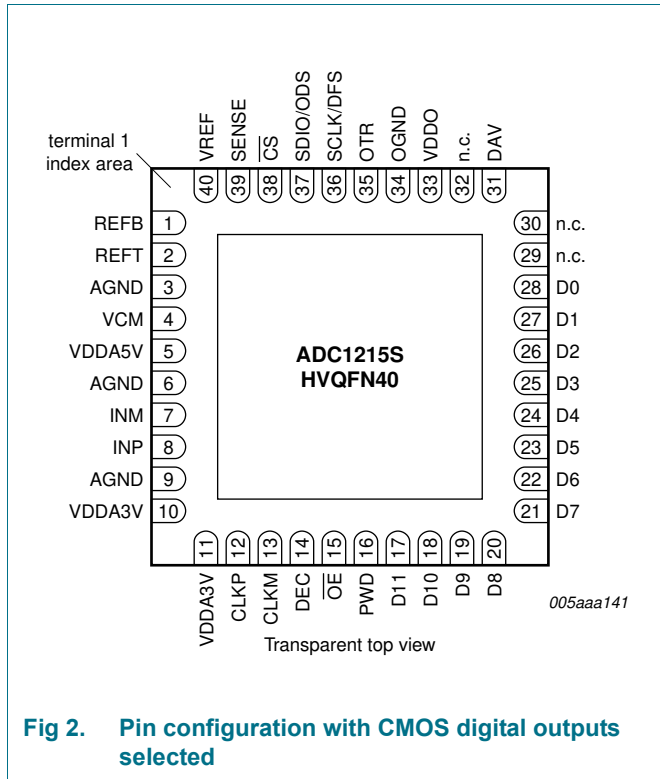 terminal 1
index area
40 VREF
39 SENSE
38 CS
37 SDIO/ODS
36 SCLK/DFS
35 OTR
34 OGND
33 VDDO
32 n.c.
31 DAV
REFB 1
REFT 2
AGND 3
VCM 4
VDDA5V 5
AGND 6
INM 7
INP 8
AGND 9
VDDA3V 10
ADC1215S
HVQFN40
30 n.c.
29 n.c.
28 D0
27 D1
26 D2
25 D3
24 D4
23 D5
22 D6
21 D7
VDDA3V 11
CLKP 12
CLKM 13
DEC 14
OE 15
PWD 16
D11 17
D10 18
D9 19
D8 20
005aaa141
Transparent top view
Fig 2. Pin configuration with CMOS digital outputs
selected